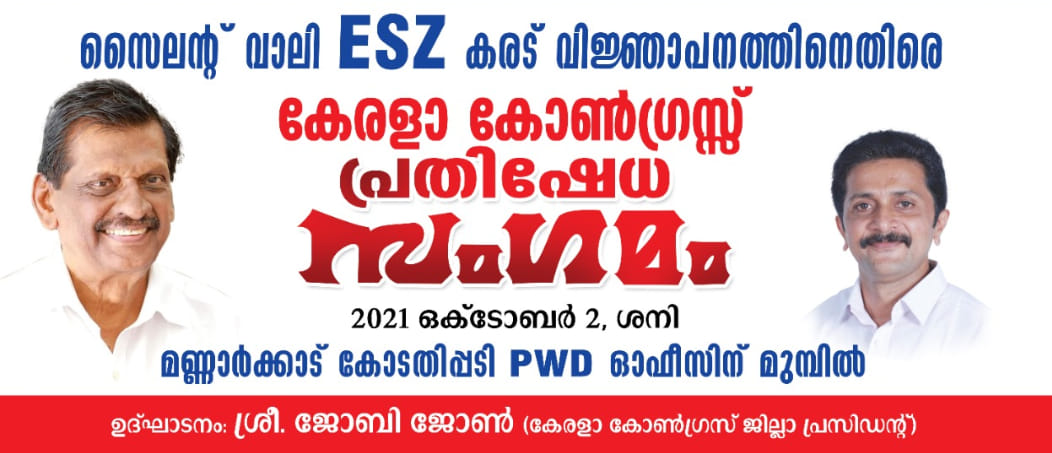 സൈലന്റ് വാലി ESZ കരട് വിജ്ഞാപനത്തിനെതിരെ
കേരളാ കോൺഗ്രസ്സ്
പ്രതിഷേധ
സംഗമം
2021 ഒക്ടോബർ 2, ശനി
മണ്ണാർക്കാട് കോടതിപ്പടി PWD ഓഫീസിന് മുമ്പിൽ
ഉദ്ഘാടനം: ശ്രീ. ജോബി ജോൺ (കേരളാ കോൺഗ്രസ് ജില്ലാ പ്രസിഡന്റ്)